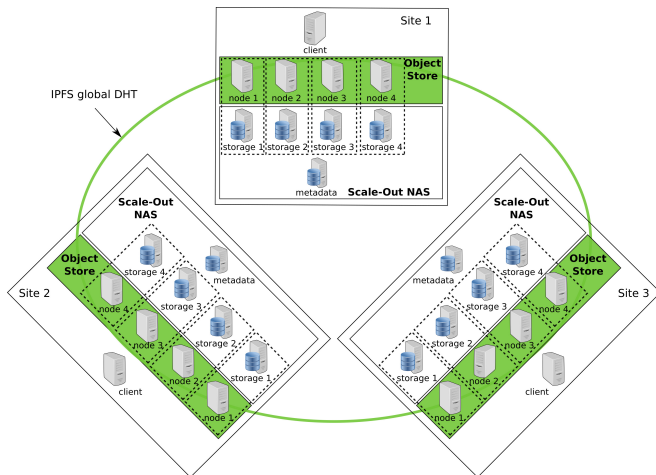 Site 1
client
Object
Store
node 1 node 2 node 3 node 4
storage 1 storage 2 storage 3 storage 4
metadata
Scale-Out NAS
IPFS global DHT
Scale-Out
NAS
Object
Store
Site 2
storage 4
metadata
storage 3
node 4
storage 2
node 3
storage 1
node 2
client
node 1
Scale-Out
NAS
Object
Store
Site 3
storage 4
metadata
storage 3
node 4
storage 2
node 3
storage 1
node 2
client
node 1